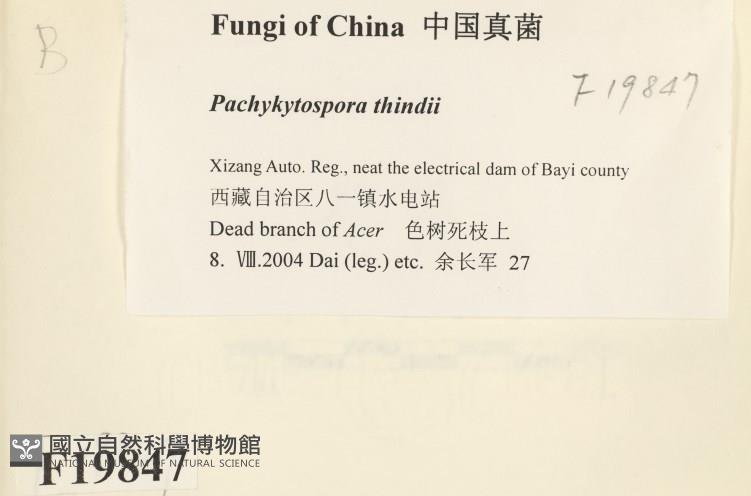 B
Fungi of China 中国真菌
F19847
Pachykytospora thindii
Xizang Auto. Reg., neat the electrical dam of Bayi county
西藏自治区八一镇水电站
Dead branch of Acer 色树死枝上
8. Ⅷ.2004 Dai (leg.) etc. 余长军 27
國立自然科學博物館
NATIONAL MUSEUM OF NATURAL SCIENCE
F19847